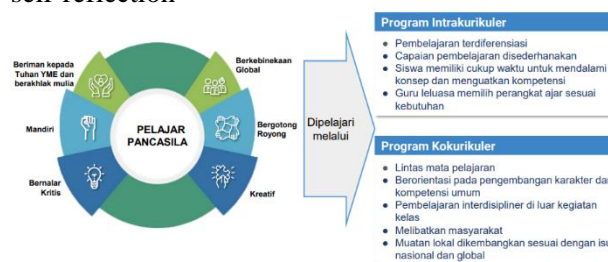 self-reflection
Beriman kepada
Tuhan YME dan
berakhlak mulia
Berkebinekaan
Global
Mandiri
PELAJAR
PANCASILA
Bergotong
Royong
Bernalar
Kritis
Kreatif
Dipelajari
melalui
Program Intrakurikuler
Pembelajaran terdiferensiasi
Capaian pembelajaran disederhanakan
Siswa memiliki cukup waktu untuk mendalami
konsep dan menguatkan kompetensi
Guru leluasa memilih perangkat ajar sesuai
kebutuhan
Program Kokurikuler
Lintas mata pelajaran
Berorientasi pada pengembangan karakter dan
kompetensi umum
Pembelajaran interdisipliner di luar kegiatan
kelas
Melibatkan masyarakat
Muatan lokal dikembangkan sesuai dengan isu
nasional dan global